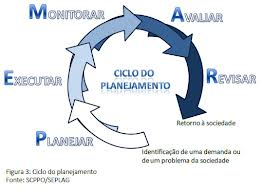 MONITORAR
AVALIAR
EXECUTAR
CICLO DO
PLANEJAMENTO
REVISAR
Retorno à sociedade
PLANEJAR
Identificação de uma demanda ou
de um problema da sociedade
Figura 3: Ciclo do planejamento
Fonte: SCPPO/SEPLAG